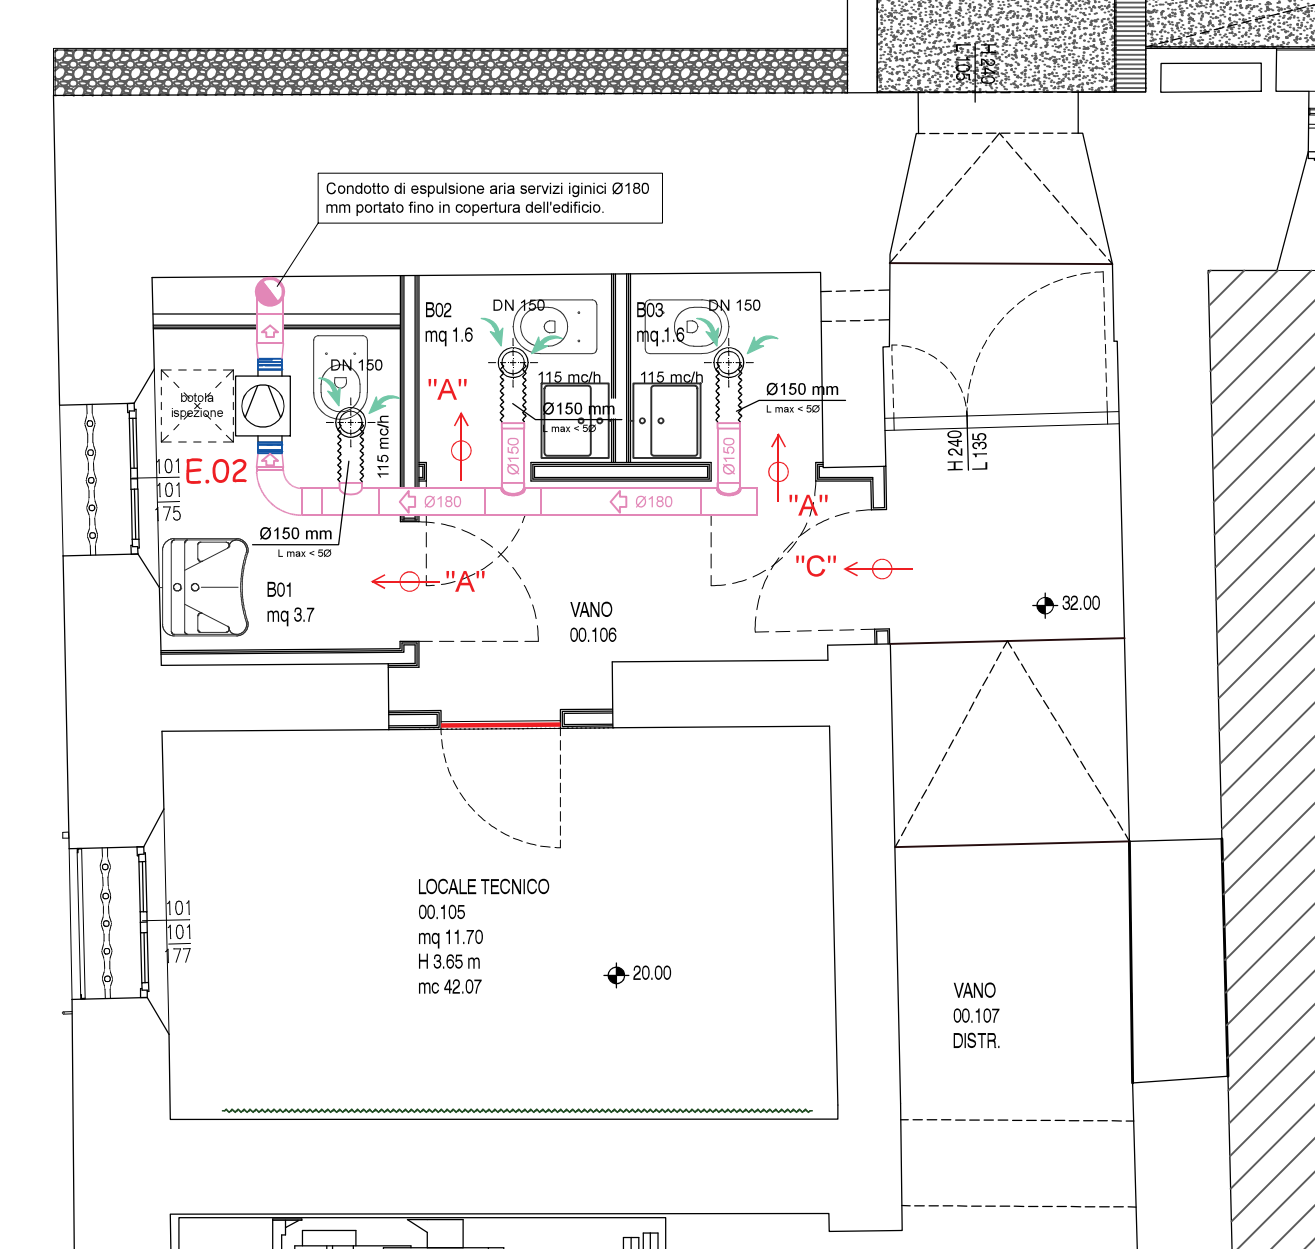 H 240
L 105
Condotto di espulsione aria servizi iginici Ø180
mm portato fino in copertura dell'edificio.
B02
mq 1.6
DN 150
B03
mq 1.6
DN 150
DN 150
115 mc/h
115 mc/h
115 mc/h
botola
ispezione
"A"
Ø150 mm
L max < 5Ø
Ø150 mm
L max < 5Ø
Ø150
Ø150
H 240
L 135
101
101
175
E.02
Ø180
Ø180
"A"
Ø150 mm
L max < 5Ø
"C"
"A"
B01
mq 3.7
VANO
00.106
32.00
LOCALE TECNICO
00.105
mq 11.70
H 3.65 m
mc 42.07
101
101
177
20.00
VANO
00.107
DISTR.